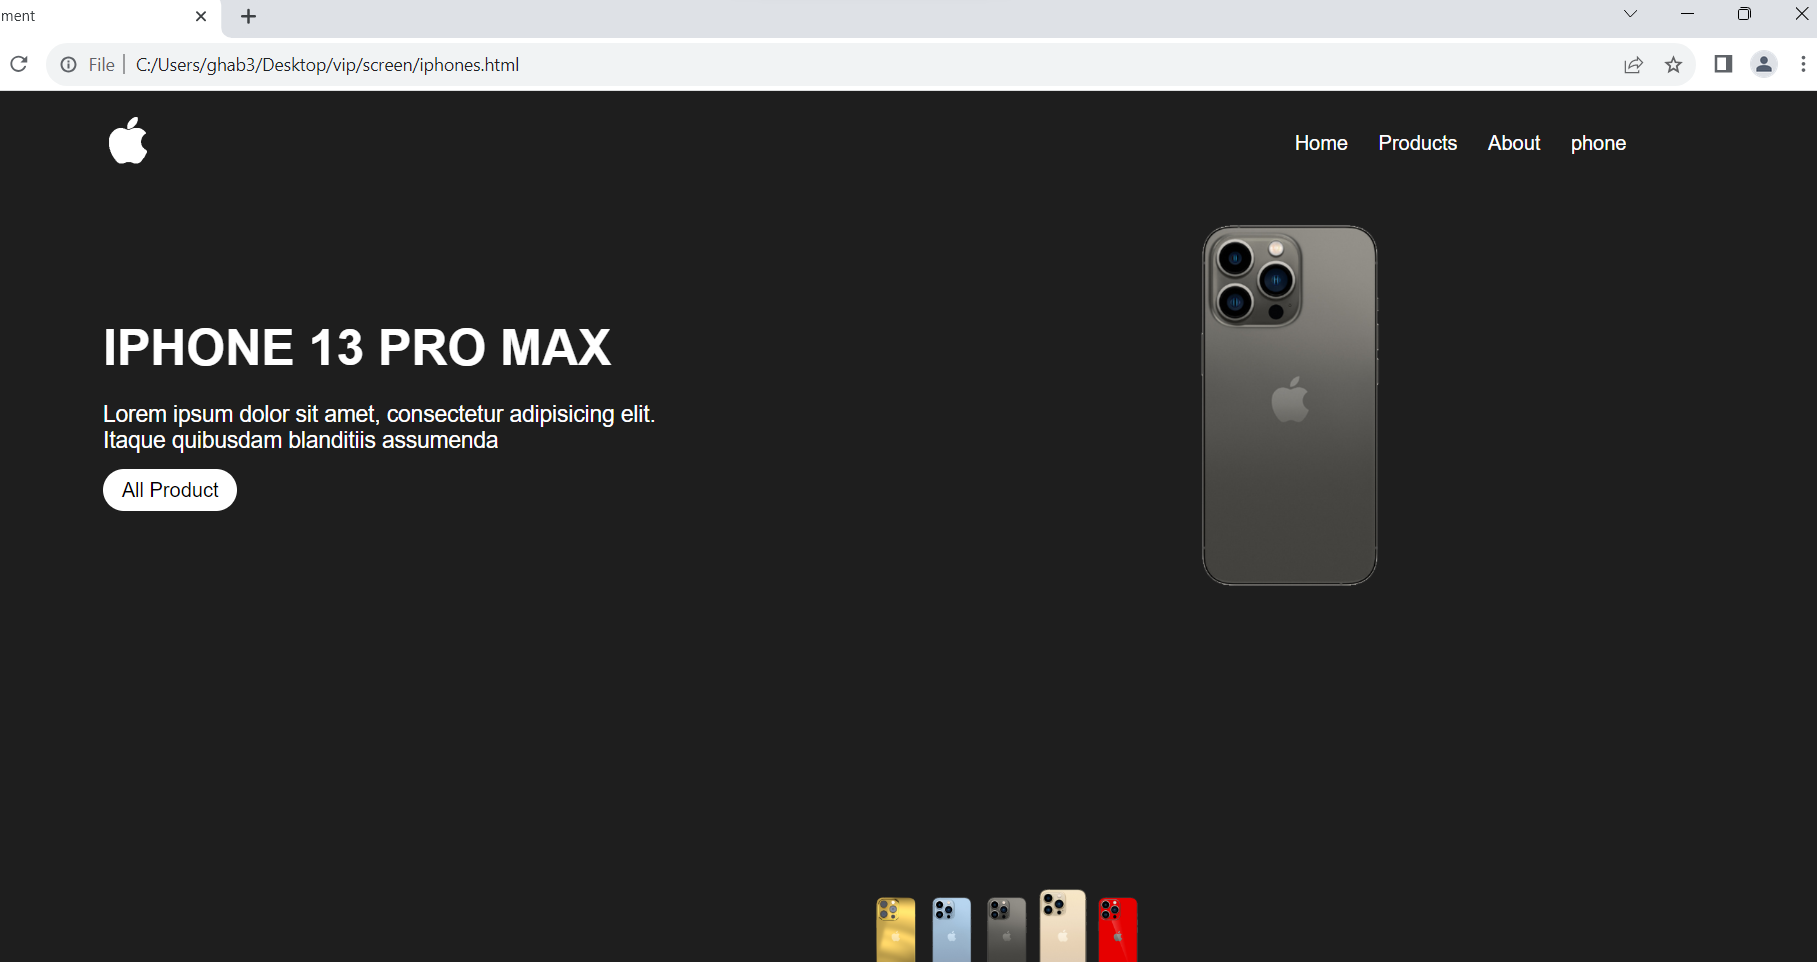 ment
File
C:/Users/ghab3/Desktop/vip/screen/iphones.html
Home Products About phone
IPHONE 13 PRO MAX
Lorem ipsum dolor sit amet, consectetur adipisicing elit.
Itaque quibusdam blanditiis assumenda
All Product